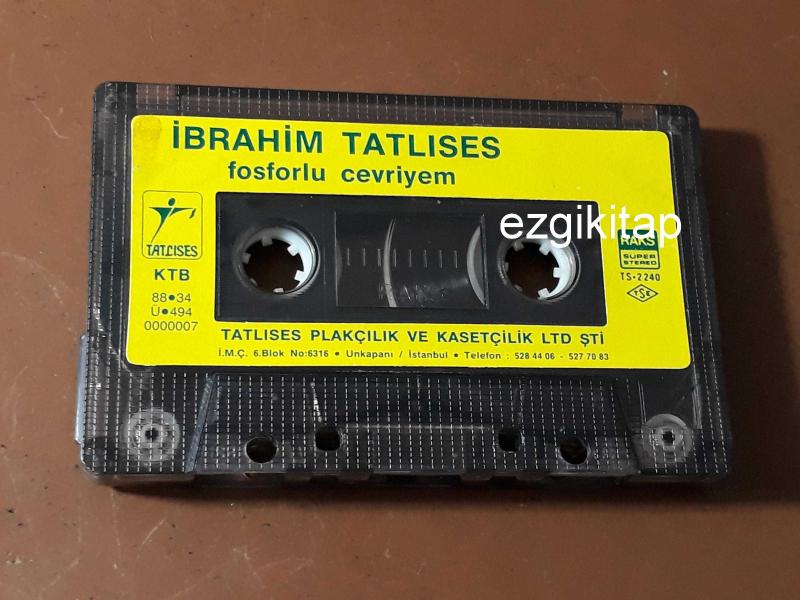 İBRAHİM TATLISES
fosforlu cevriyem
ezgikitap
TATLISES
KTB
88•34
Ü•494
0000007
RAKS
SUPER
STEREO
TS•2240
TSE
TATLISES PLAKÇILIK VE KASETÇİLİK LTD ŞTİ
İ.M.Ç. 6.Blok No:6316 • Unkapanı / İstanbul • Telefon : 528 44 06 - 527 70 83